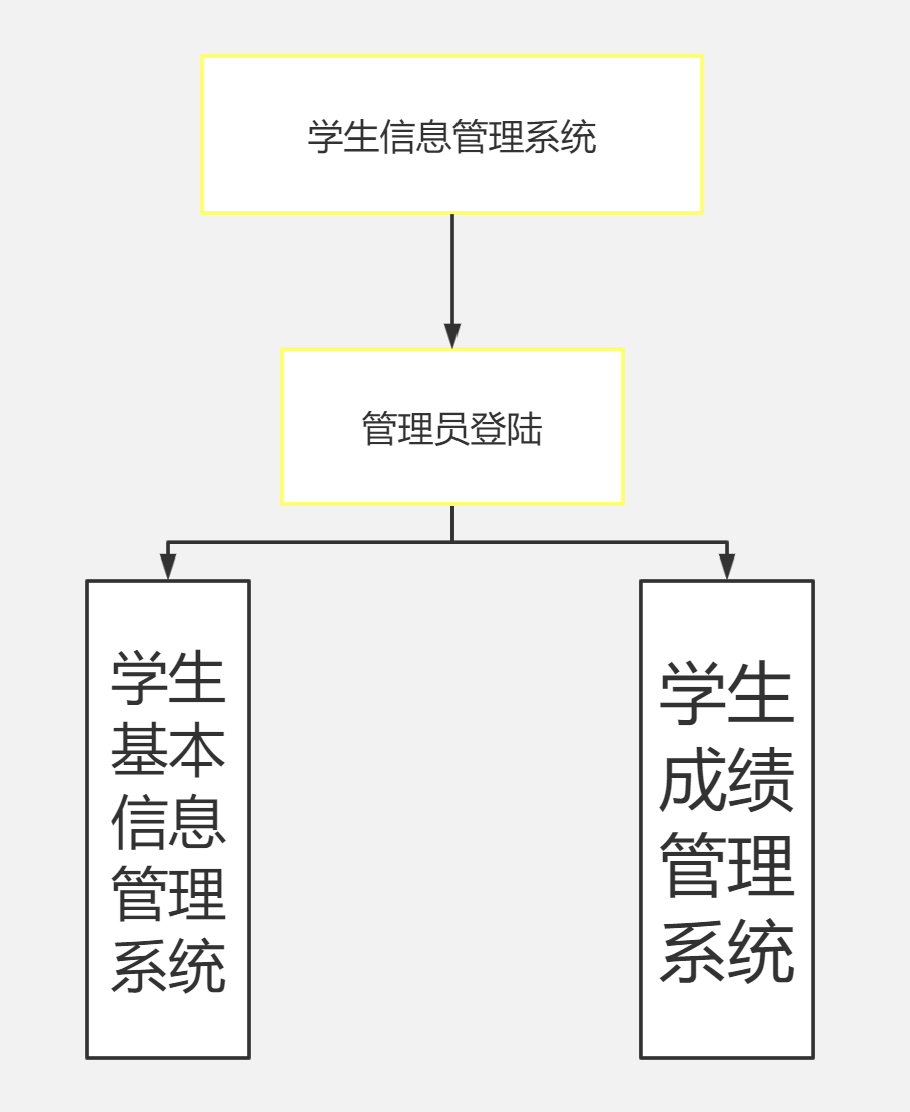 学生信息管理系统
管理员登陆
学生
基本
信息
管理
系统
学生
成绩
管理
系统